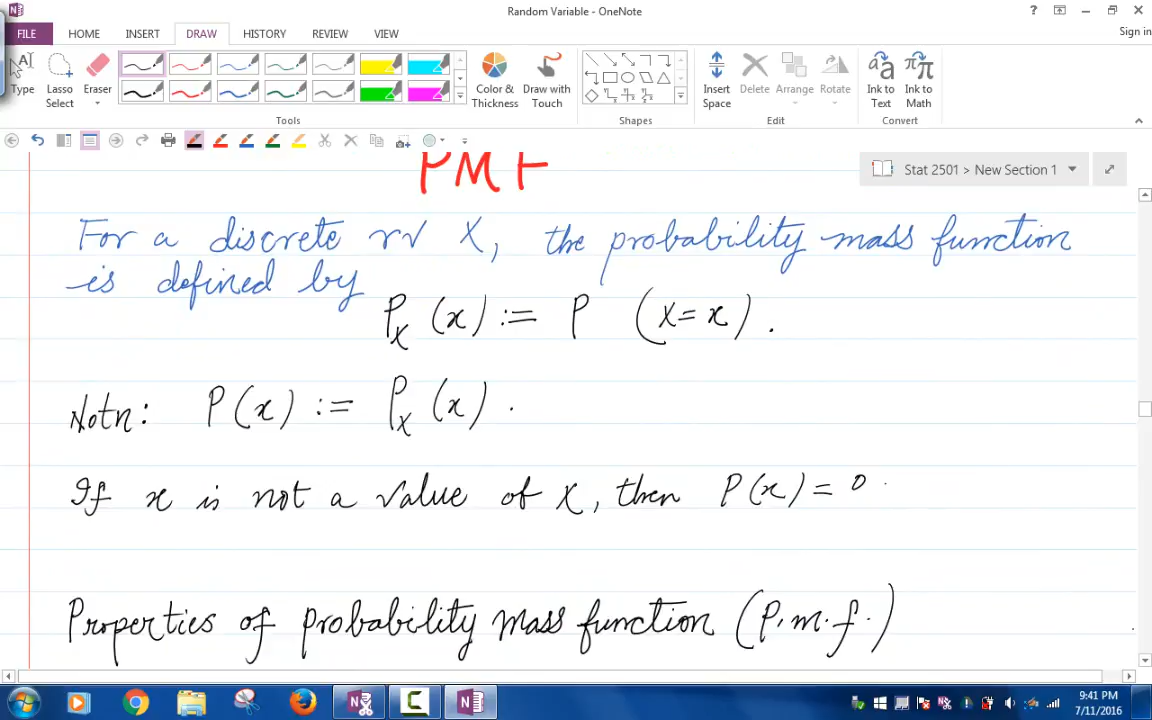 Random Variable - OneNote
? 
Sign in
FILE HOME INSERT DRAW HISTORY REVIEW VIEW
Type
Lasso Select
Eraser
Color & Thickness
Draw with Touch
Insert Space
Delete
Arrange
Rotate
Ink to Text
Ink to Math
Tools
Shapes
Edit
Convert
Stat 2501 > New Section 1
PMF
For a discrete rv X, the probability mass function
is defined by
P_X (x) := P (X = x).
Notn: P(x) := P_X (x).
If x is not a value of X, then P(x) = 0.
Properties of probability mass function (P.m.f.)
9:41 PM
7/11/2016